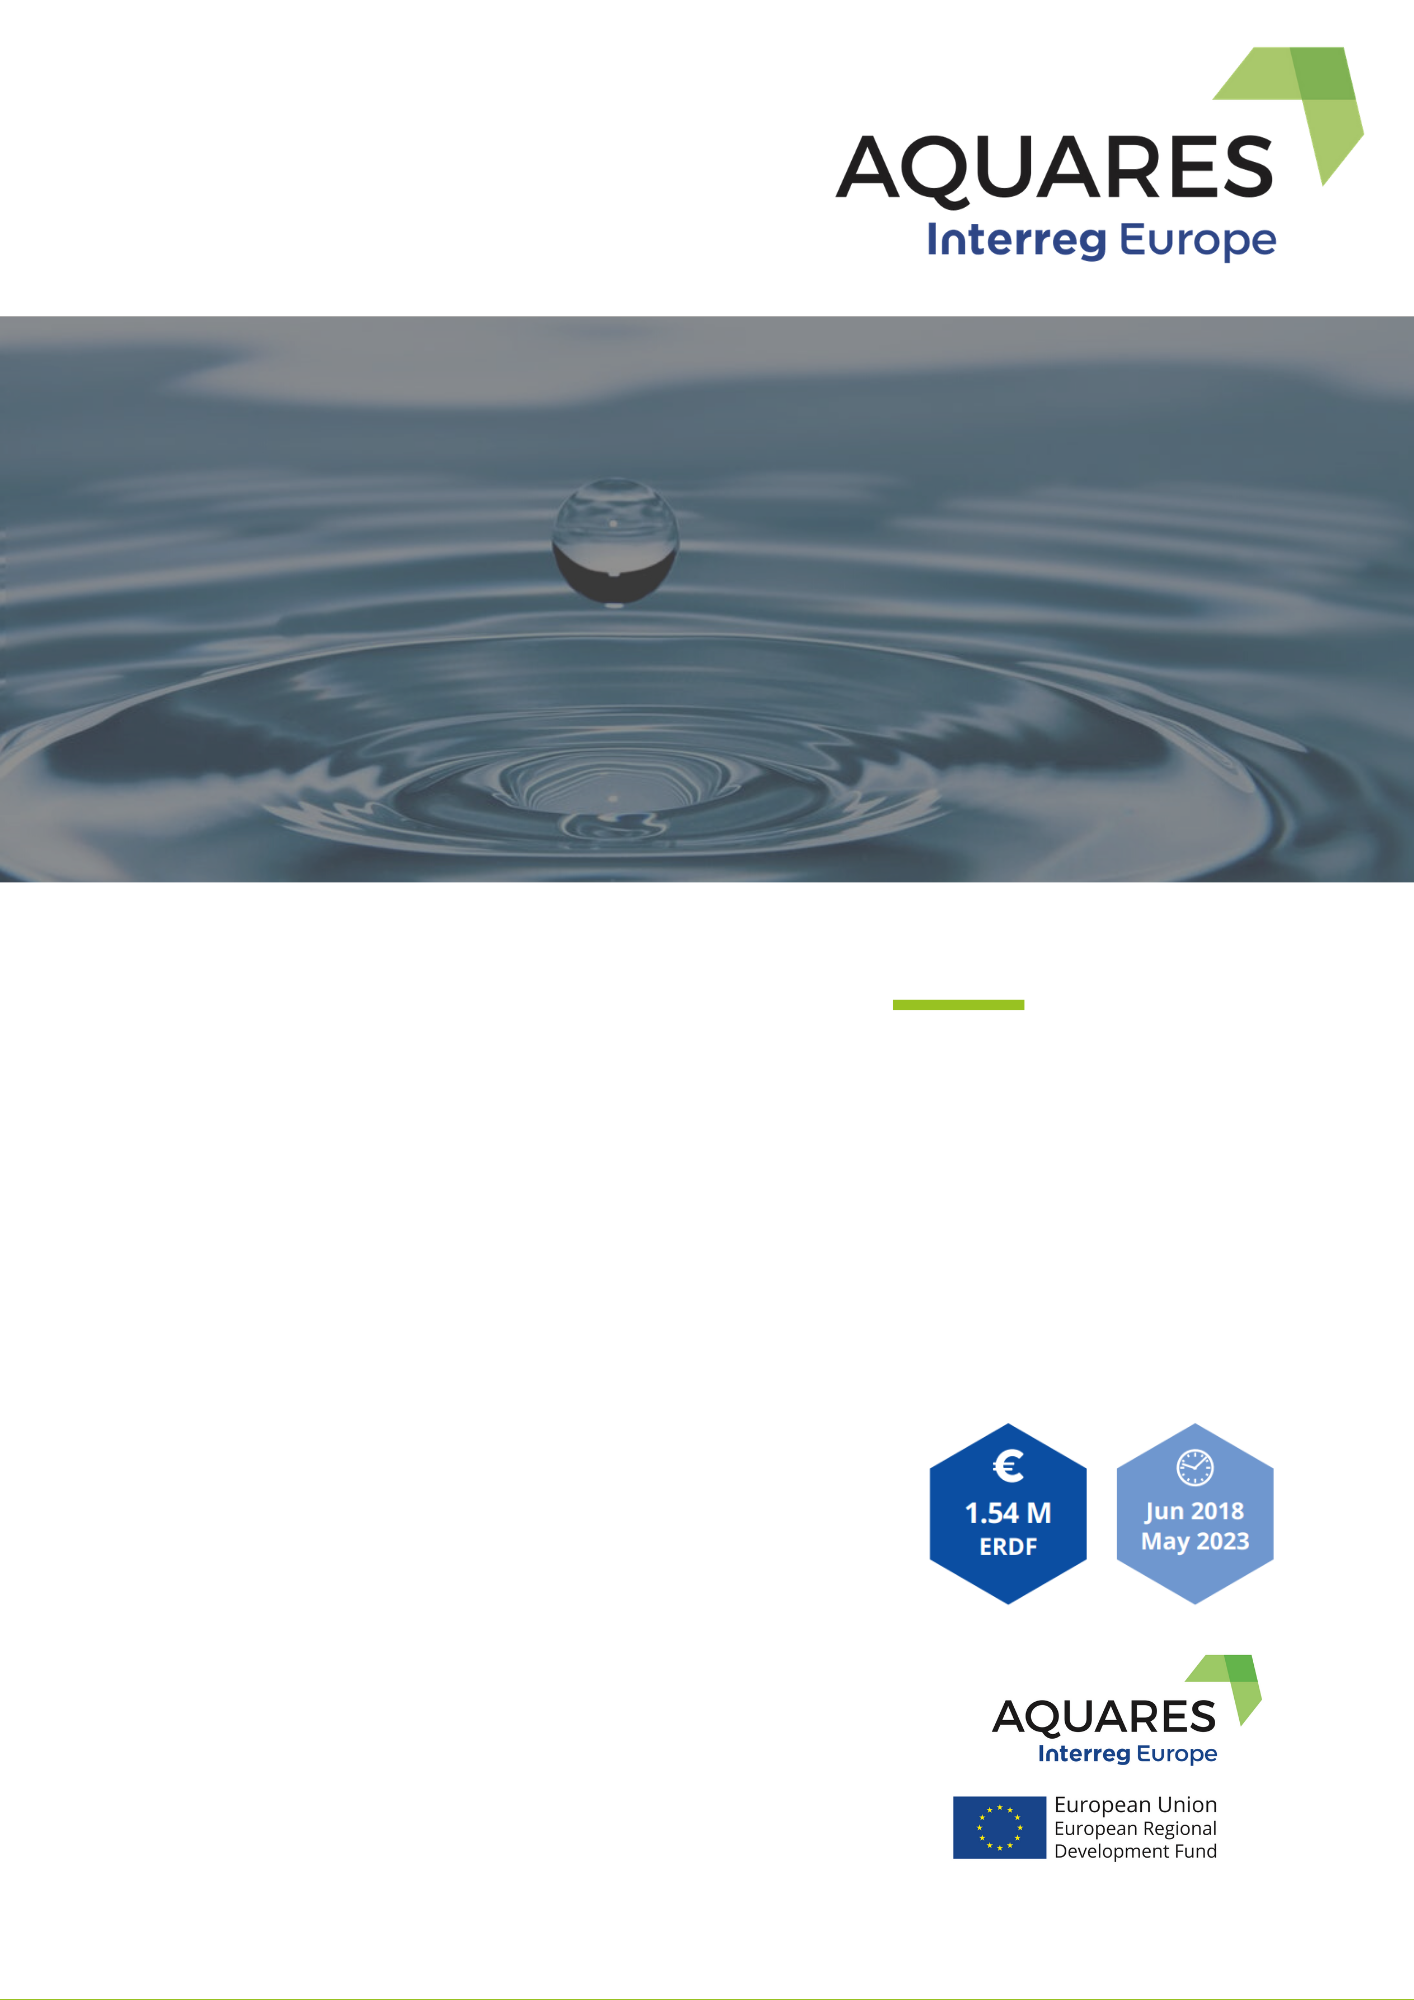 AQUARES
Interreg Europe
€
1.54 M
ERDF
Jun 2018
May 2023
AQUARES
Interreg Europe
European Union
European Regional
Development Fund